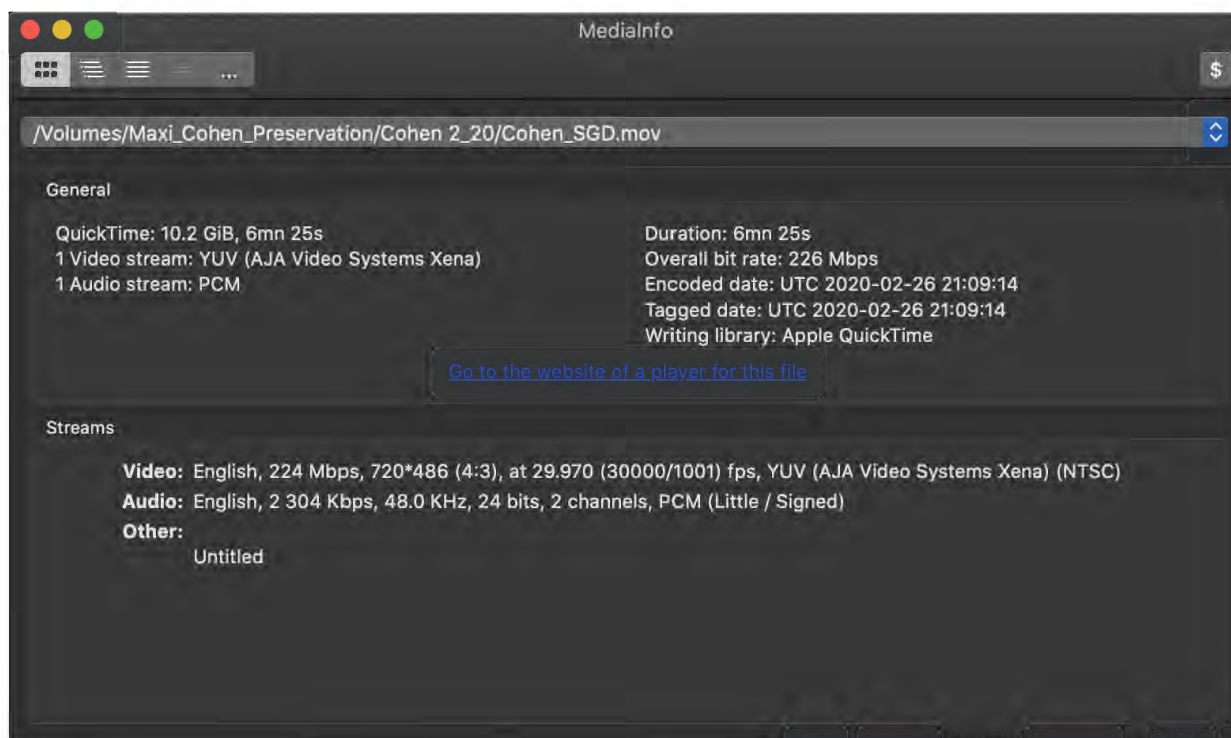 MediaInfo
...
$
/Volumes/Maxi_Cohen_Preservation/Cohen 2_20/Cohen_SGD.mov
General
QuickTime: 10.2 GiB, 6mn 25s
1 Video stream: YUV (AJA Video Systems Xena)
1 Audio stream: PCM
Duration: 6mn 25s
Overall bit rate: 226 Mbps
Encoded date: UTC 2020-02-26 21:09:14
Tagged date: UTC 2020-02-26 21:09:14
Writing library: Apple QuickTime
Go to the website of a player for this file
Streams
Video: English, 224 Mbps, 720*486 (4:3), at 29.970 (30000/1001) fps, YUV (AJA Video Systems Xena) (NTSC)
Audio: English, 2 304 Kbps, 48.0 KHz, 24 bits, 2 channels, PCM (Little / Signed)
Other:
Untitled